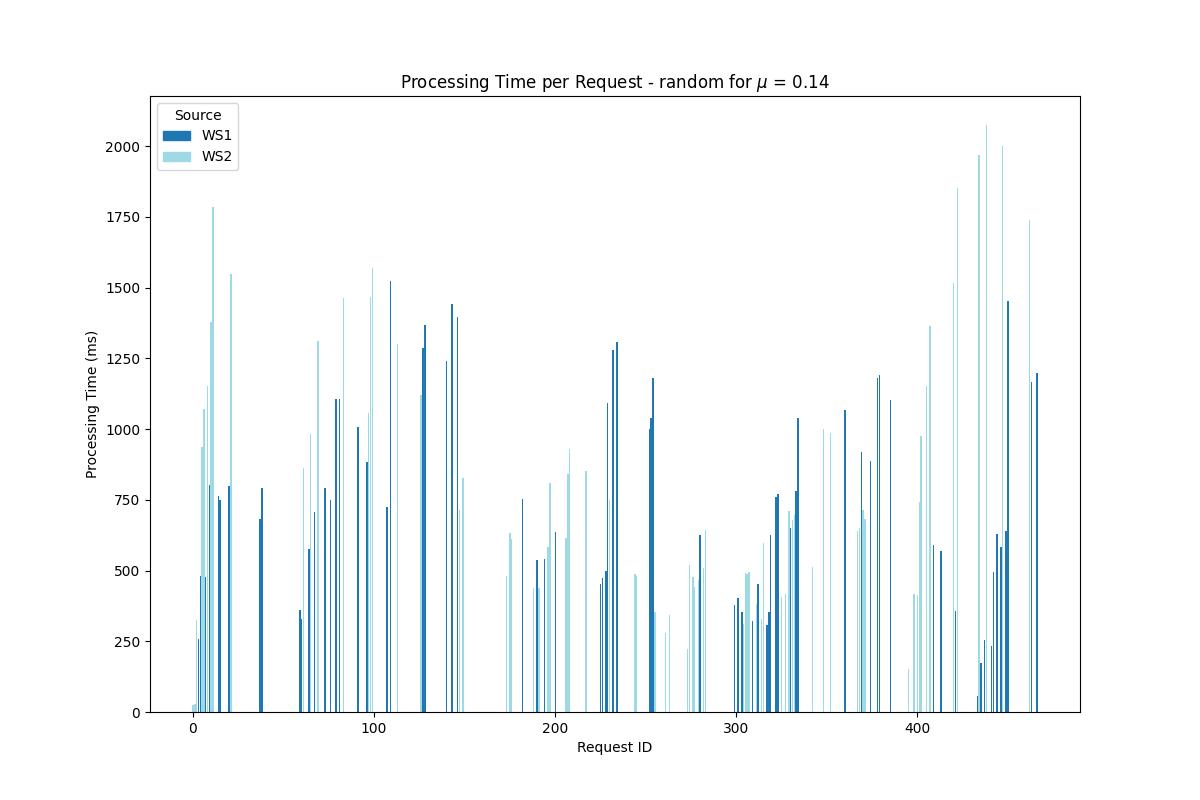 Processing Time per Request - random for μ = 0.14
Source
WS1
WS2
2000
1750
1500
1250
1000
750
500
250
0
Processing Time (ms)
0 100 200 300 400
Request ID